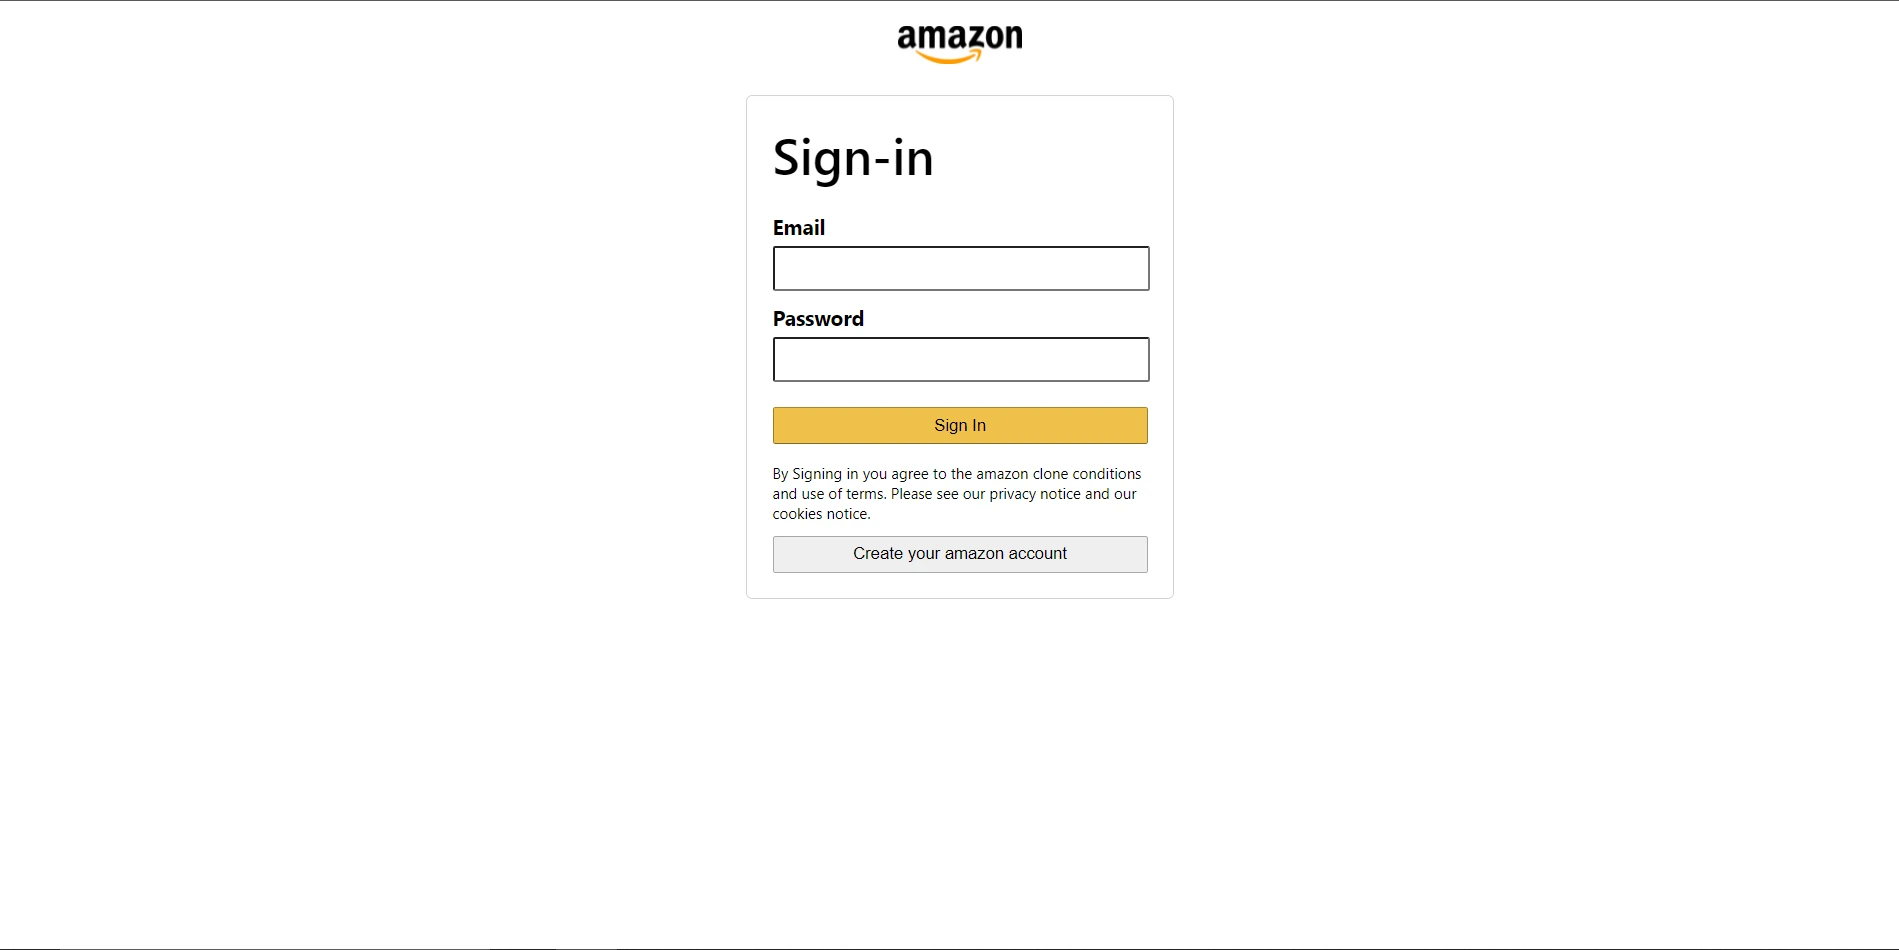 amazon
Sign-in
Email
Password
Sign In
By Signing in you agree to the amazon clone conditions
and use of terms. Please see our privacy notice and our
cookies notice.
Create your amazon account